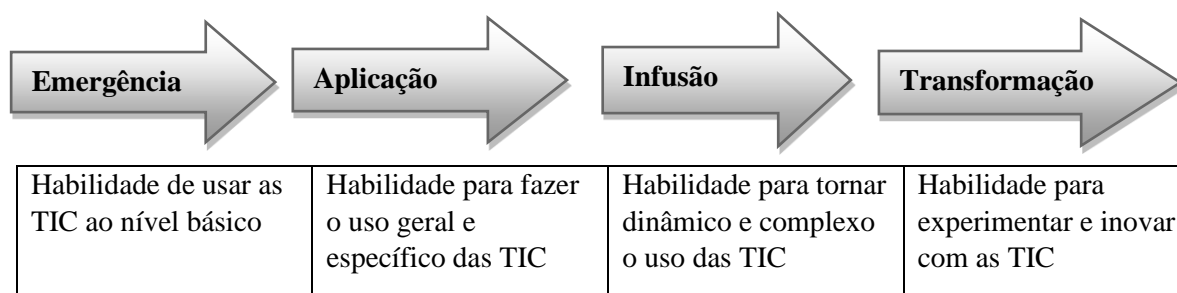 Emergência
Aplicação
Infusão
Transformação
Habilidade de usar as
TIC ao nível básico
Habilidade para fazer
o uso geral e
específico das TIC
Habilidade para tornar
dinâmico e complexo
o uso das TIC
Habilidade para
experimentar e inovar
com as TIC